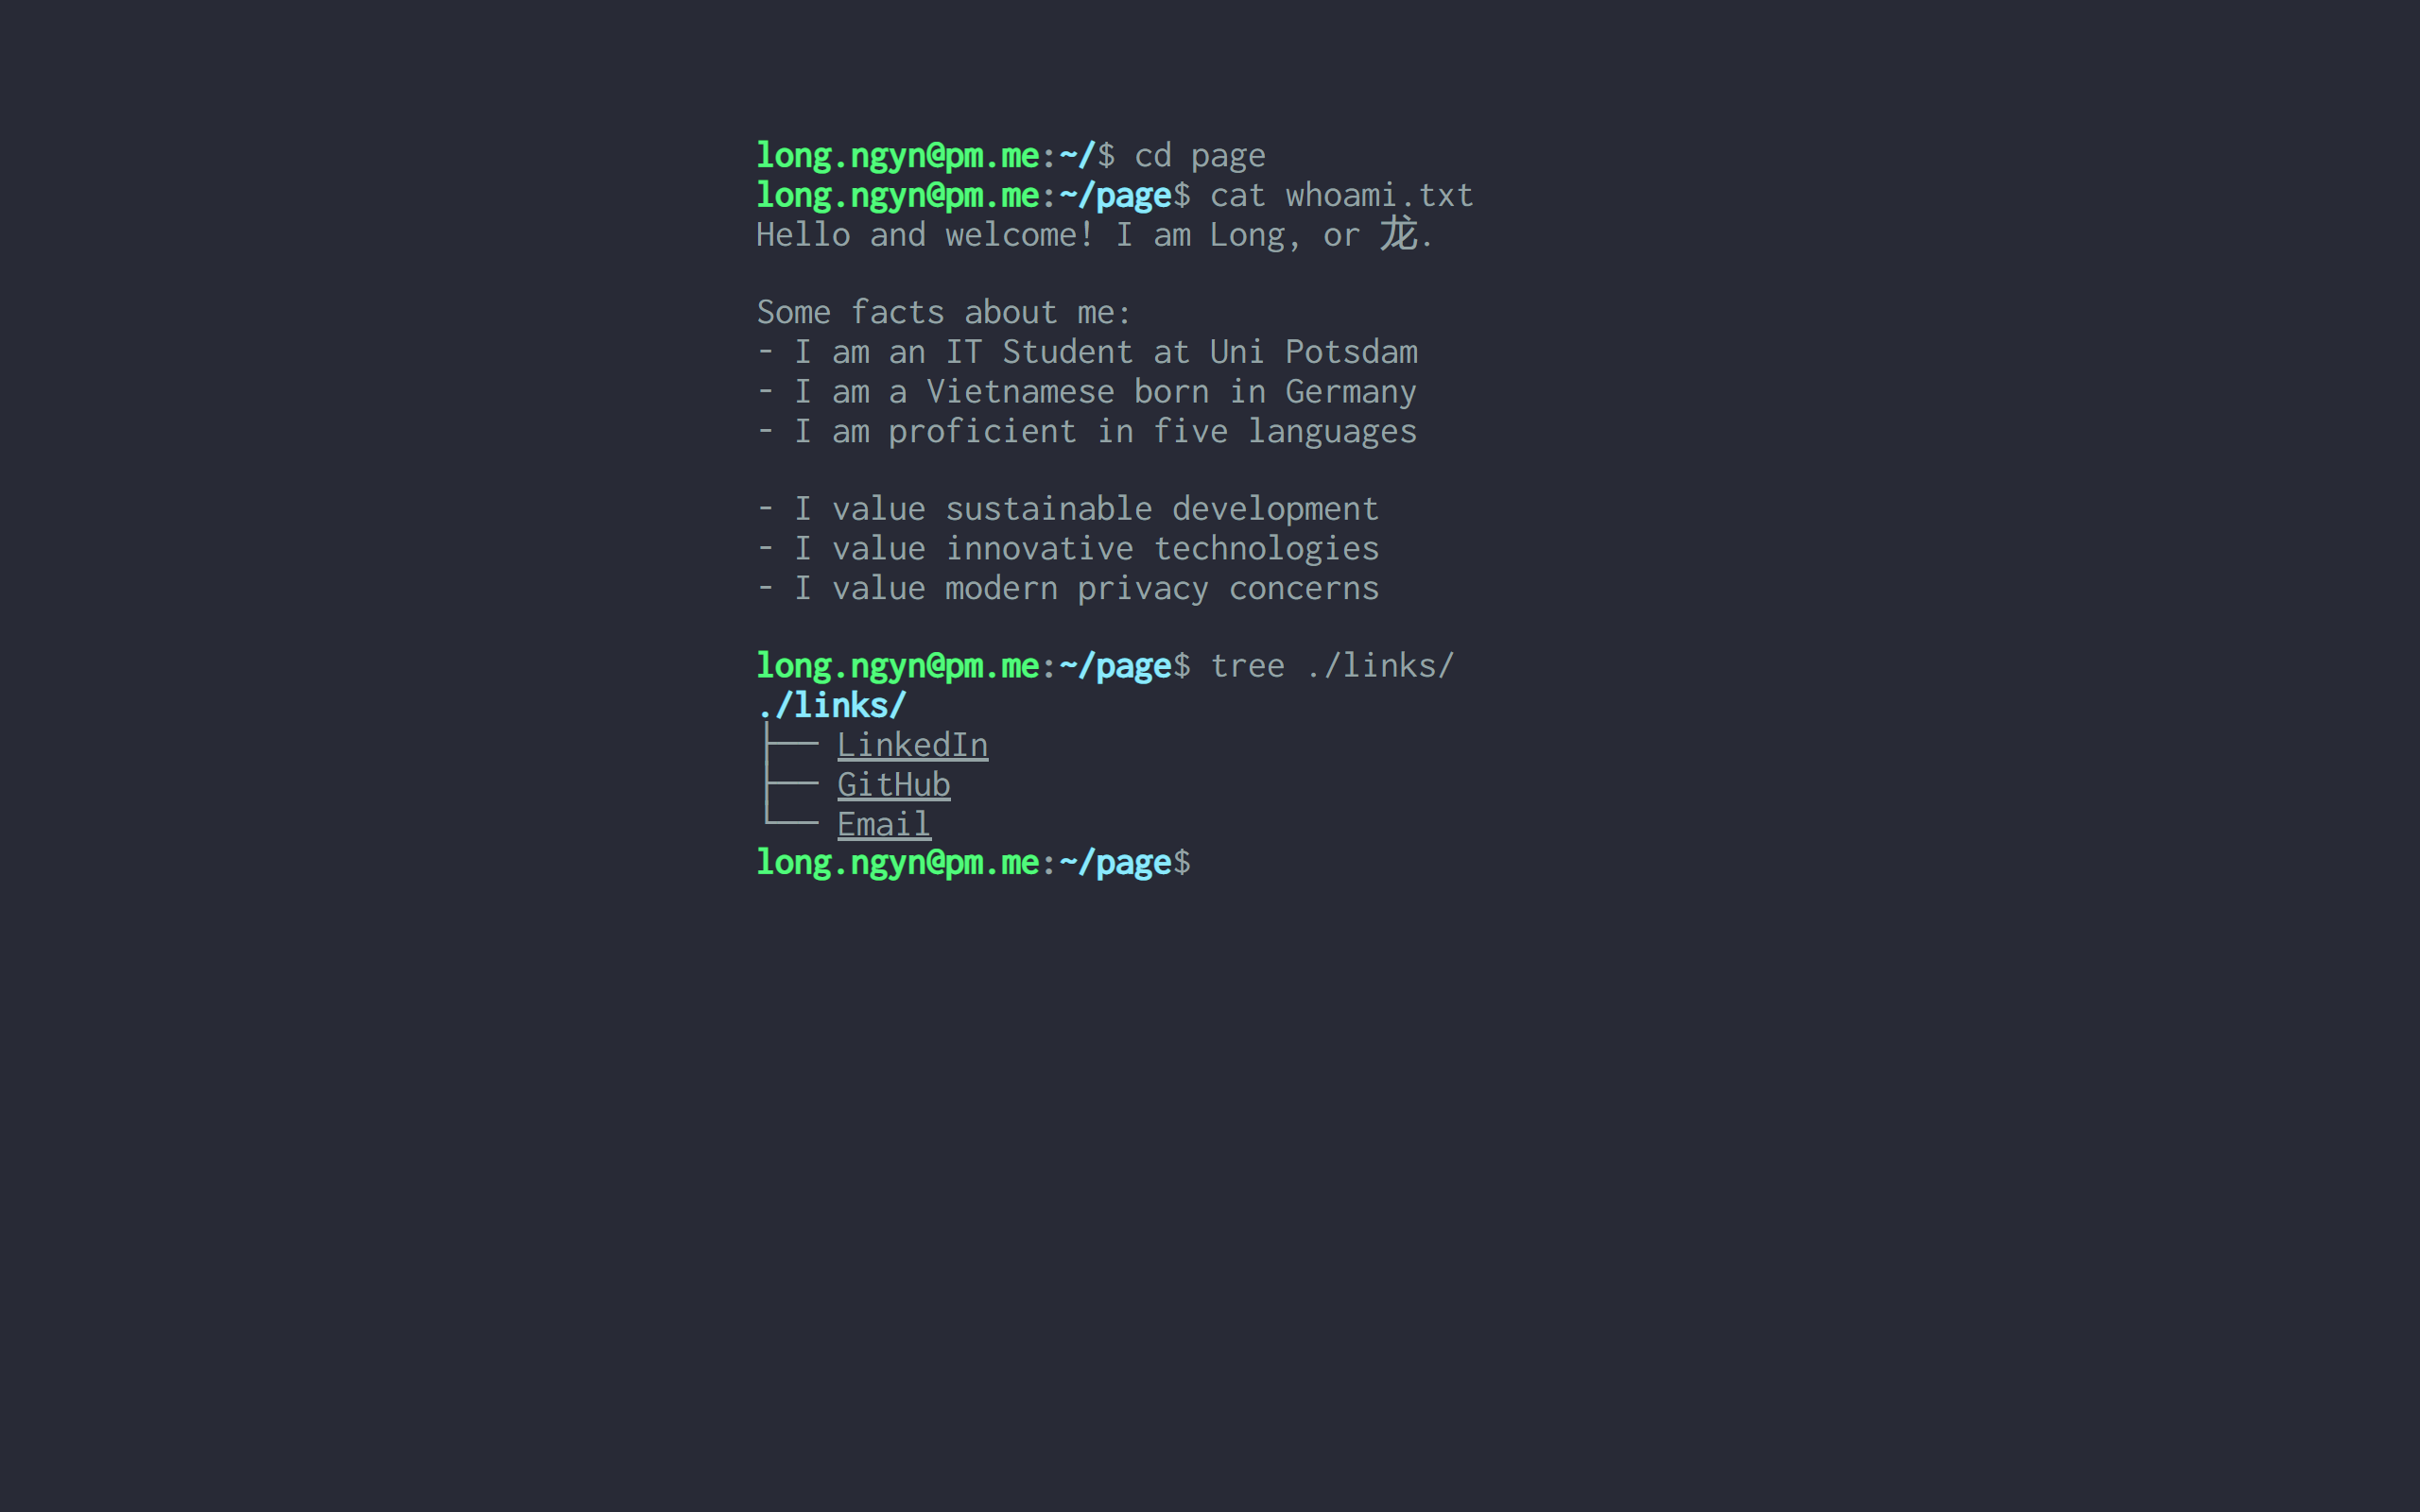 long.ngyn@pm.me:~/$ cd page
long.ngyn@pm.me:~/page$ cat whoami.txt
Hello and welcome! I am Long, or 龙.
Some facts about me:
- I am an IT Student at Uni Potsdam
- I am a Vietnamese born in Germany
- I am proficient in five languages
- I value sustainable development
- I value innovative technologies
- I value modern privacy concerns
long.ngyn@pm.me:~/page$ tree ./links/
./links/
├── LinkedIn
├── GitHub
└── Email
long.ngyn@pm.me:~/page$